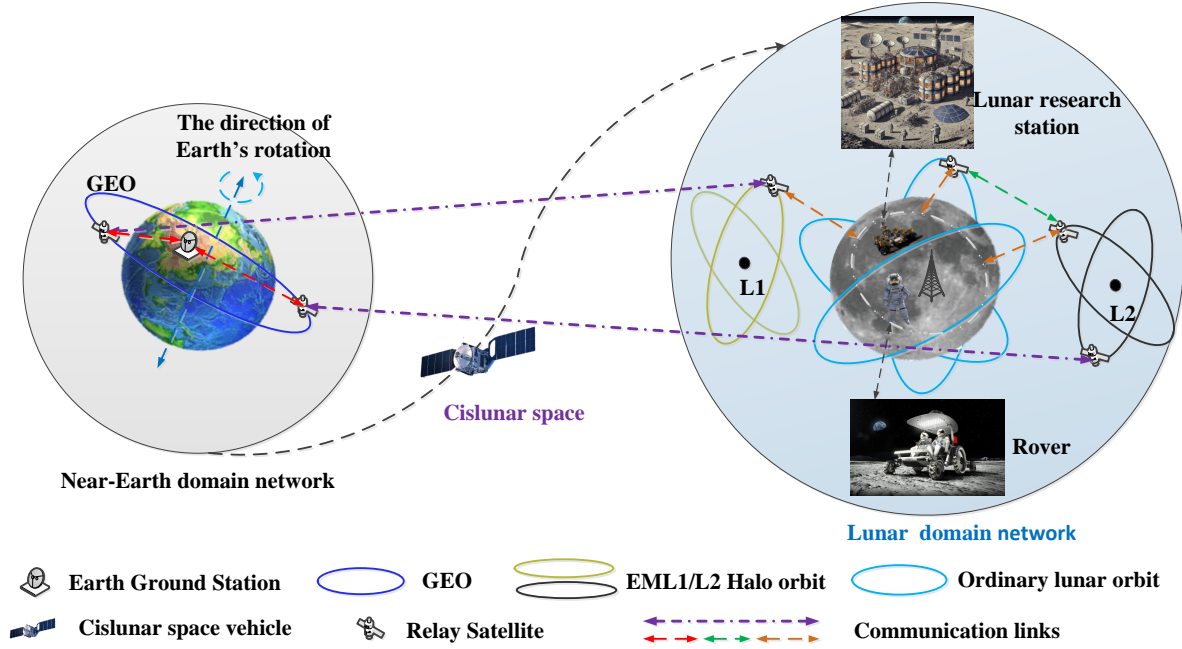 The direction of
Earth's rotation
GEO
Lunar research
station
L1
L2
Cislunar space
Rover
Near-Earth domain network
Lunar domain network
Earth Ground Station
GEO
EML1/L2 Halo orbit
Ordinary lunar orbit
Cislunar space vehicle
Relay Satellite
Communication links